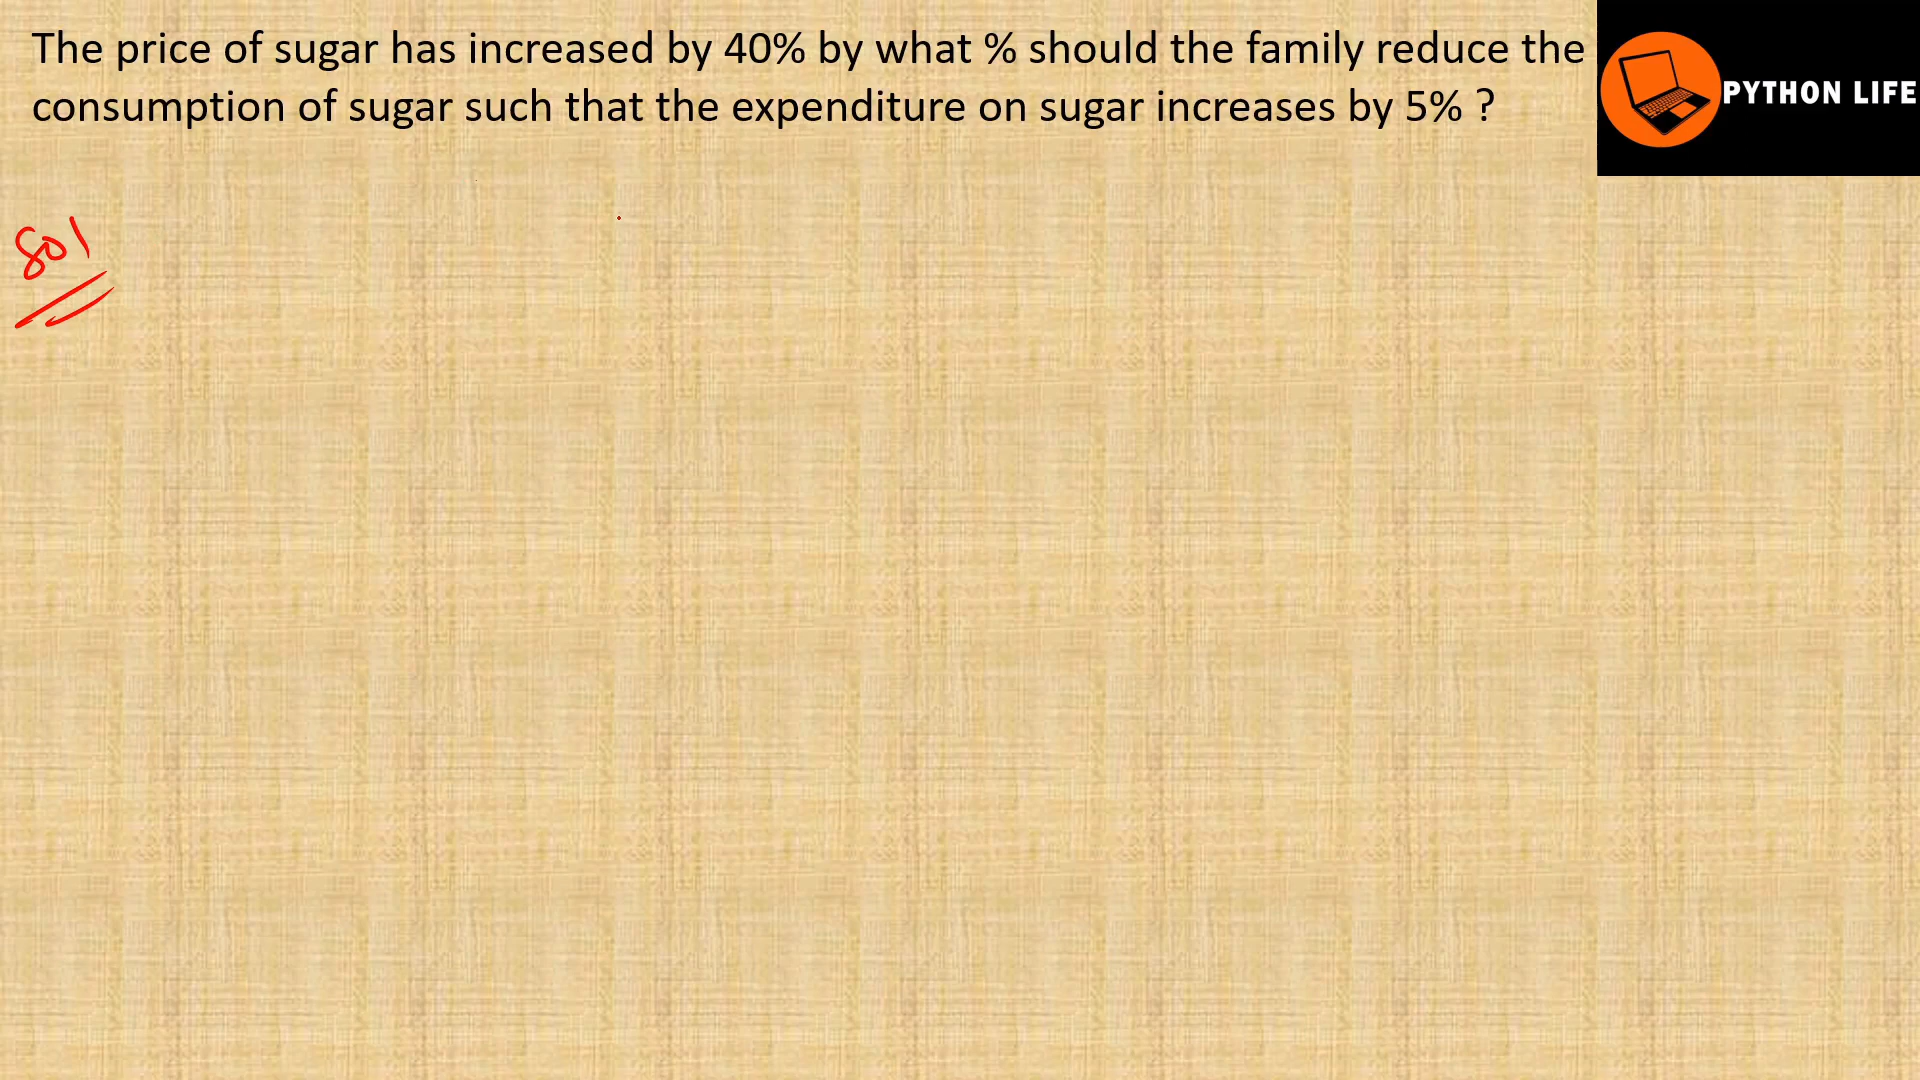 The price of sugar has increased by 40% by what % should the family reduce the
consumption of sugar such that the expenditure on sugar increases by 5% ?
PYTHON LIFE
Sol